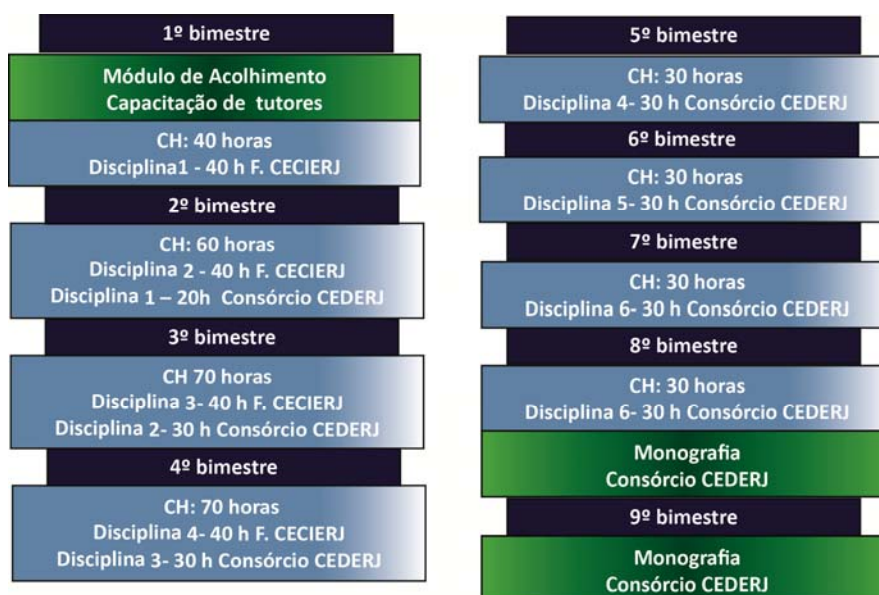 1º bimestre
Módulo de Acolhimento
Capacitação de tutores
CH: 40 horas
Disciplina1 - 40 h F. CECIERJ
2º bimestre
CH: 60 horas
Disciplina 2 - 40h F. CECIERJ
Disciplina 1 – 20h Consórcio CEDERJ
3º bimestre
CH 70 horas
Disciplina 3- 40h F. CECIERJ
Disciplina 2- 30 h Consórcio CEDERJ
4º bimestre
CH: 70 horas
Disciplina 4- 40h F. CECIERJ
Disciplina 3- 30 h Consórcio CEDERJ
5º bimestre
CH: 30 horas
Disciplina 4- 30 h Consórcio CEDERJ
6º bimestre
CH: 30 horas
Disciplina 5- 30 h Consórcio CEDERJ
7º bimestre
CH: 30 horas
Disciplina 6- 30 h Consórcio CEDERJ
8º bimestre
CH: 30 horas
Disciplina 6- 30 h Consórcio CEDERJ
Monografia
Consórcio CEDERJ
9º bimestre
Monografia
Consórcio CEDERJ